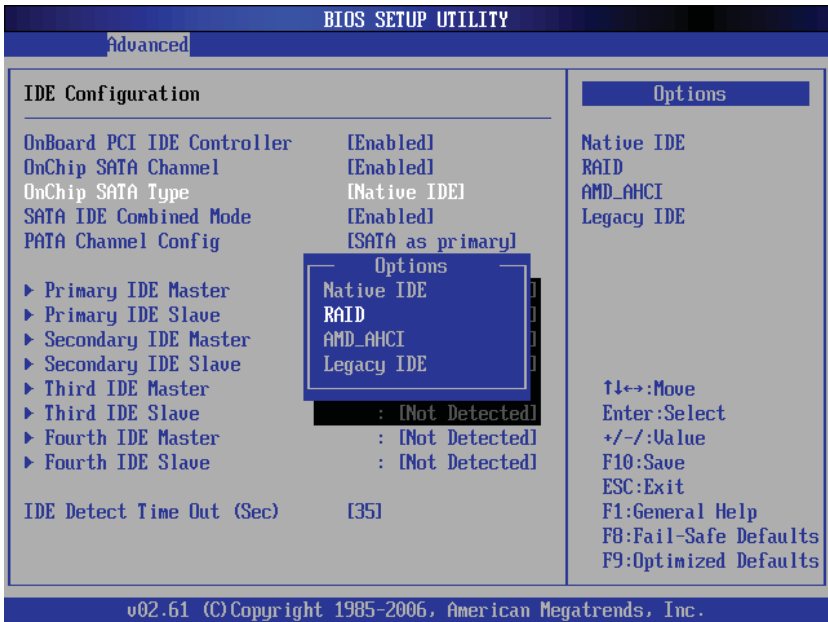 BIOS SETUP UTILITY
Advanced
IDE Configuration
OnBoard PCI IDE Controller [Enabled]
OnChip SATA Channel [Enabled]
OnChip SATA Type [Native IDE]
SATA IDE Combined Mode [Enabled]
PATA Channel Config [SATA as primary]
Primary IDE Master
Primary IDE Slave
Secondary IDE Master
Secondary IDE Slave
Third IDE Master
Third IDE Slave : [Not Detected]
Fourth IDE Master : [Not Detected]
Fourth IDE Slave : [Not Detected]
IDE Detect Time Out (Sec) [35]
Options
Native IDE
RAID
AMD_AHCI
Legacy IDE
Options
Native IDE
RAID
AMD_AHCI
Legacy IDE
↑↓←→:Move
Enter:Select
+/-/:Value
F10:Save
ESC:Exit
F1:General Help
F8:Fail-Safe Defaults
F9:Optimized Defaults
v02.61 (C)Copyright 1985-2006, American Megatrends, Inc.